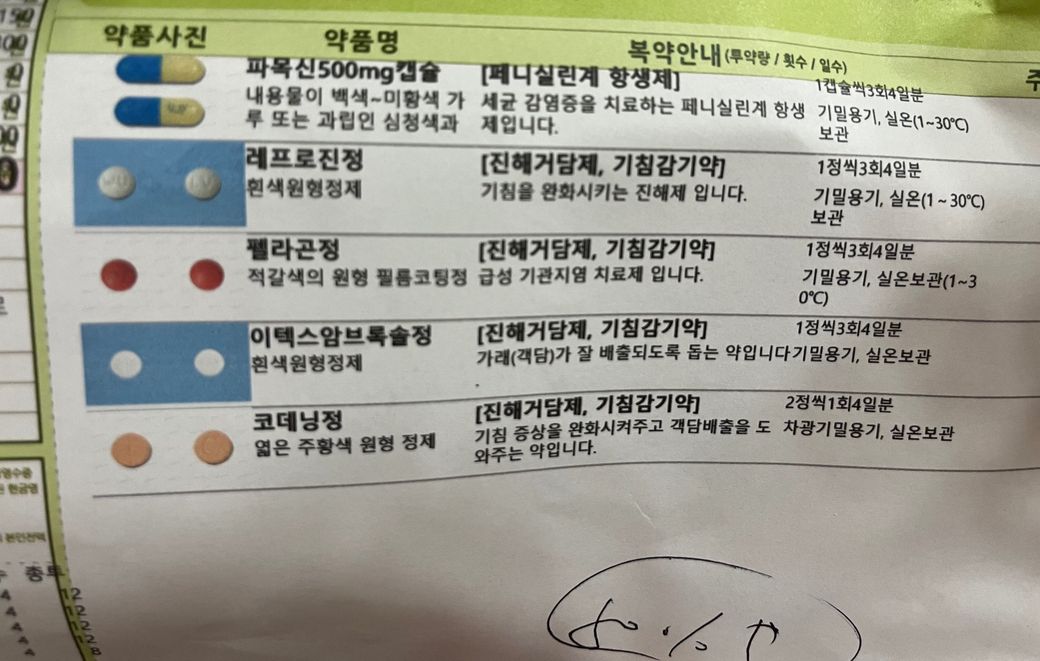 약품사진 약품명 복약안내(투약량 / 횟수 / 일수)
파목신500mg캡슐 [페니실린계 항생제] 1캡슐씩3회4일분
내용물이 백색~미황색 가 세균 감염증을 치료하는 페니실린계 항생 기밀용기, 실온(1~30℃)
루 또는 과립인 심청색과 제입니다. 보관
레프로진정 [진해거담제, 기침감기약] 1정씩3회4일분
흰색원형정제 기침을 완화시키는 진해제 입니다. 기밀용기, 실온(1 ~ 30℃)
보관
펠라곤정 [진해거담제, 기침감기약] 1정씩3회4일분
적갈색의 원형 필름코팅정 급성 기관지염 치료제 입니다. 기밀용기, 실온보관(1~3
0℃)
이텍스암브록솔정 [진해거담제, 기침감기약] 1정씩3회4일분
흰색원형정제 가래(객담)가 잘 배출되도록 돕는 약입니다 기밀용기, 실온보관
.
코데닝정 [진해거담제, 기침감기약] 2정씩1회4일분
엷은 주황색 원형 정제 기침 증상을 완화시켜주고 객담배출을 도 차광기밀용기, 실온보관
와주는 약입니다.
4 12
4 12
4 12
4 12
4 8